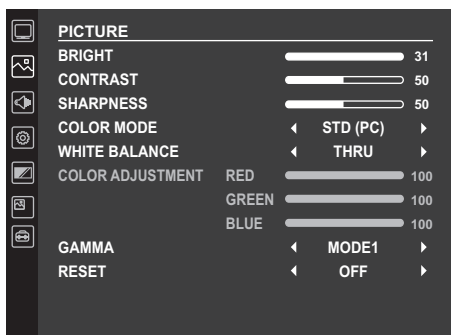 PICTURE
BRIGHT 31
CONTRAST 50
SHARPNESS 50
COLOR MODE STD (PC)
WHITE BALANCE THRU
COLOR ADJUSTMENT RED 100
GREEN 100
BLUE 100
GAMMA MODE1
RESET OFF